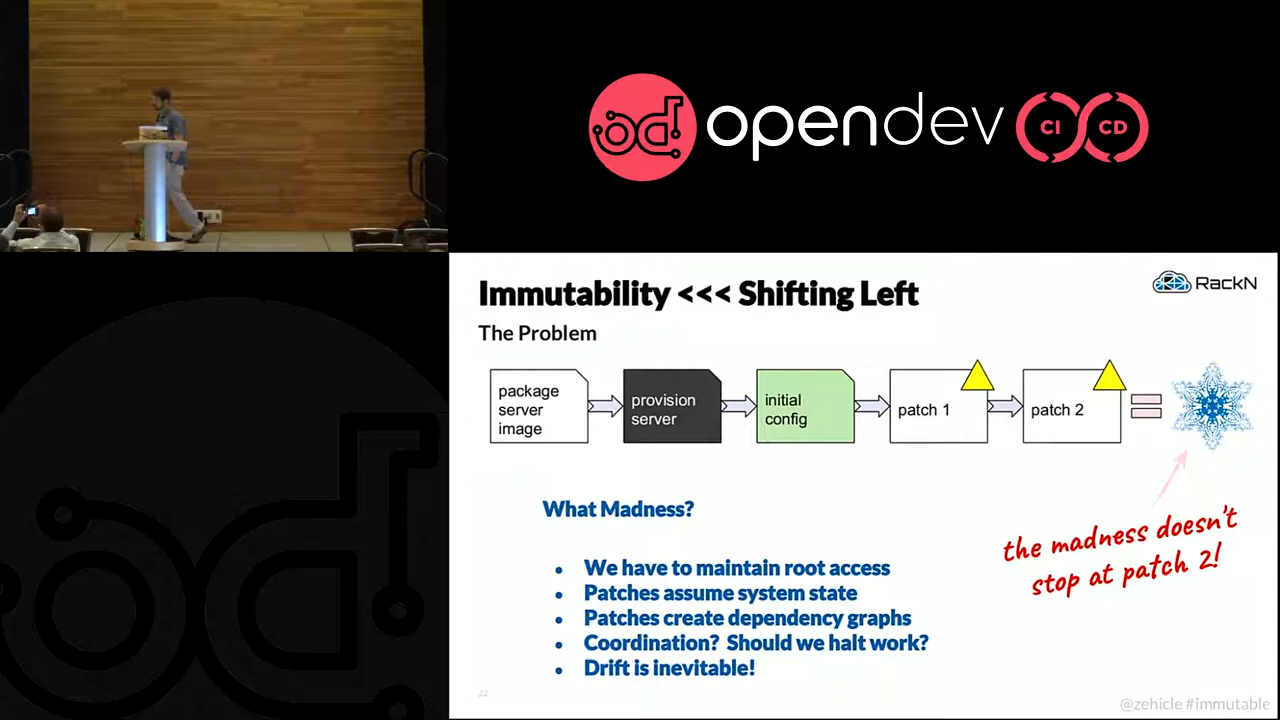 od opendev CI CD
Immutability <<< Shifting Left
RackN
The Problem
package
server
image
provision
server
initial
config
patch 1
patch 2
What Madness?
the madness doesn't
stop at patch 2!
• We have to maintain root access
• Patches assume system state
• Patches create dependency graphs
• Coordination? Should we halt work?
• Drift is inevitable!
@zehicle #immutable